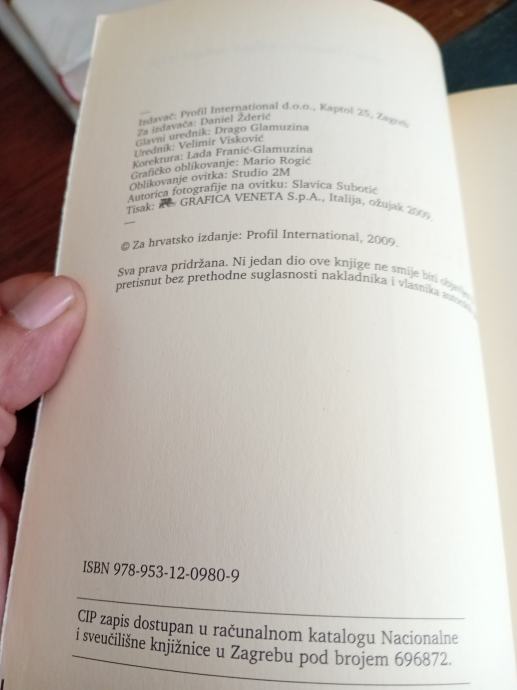 Izdavač: Profil International d.o.o., Kaptol 25, Zagreb
Za izdavača: Daniel Žderić
Glavni urednik: Drago Glamuzina
Urednik: Velimir Visković
Korektura: Lada Franić-Glamuzina
Grafičko oblikovanje: Mario Rogić
Oblikovanje ovitka: Studio 2M
Autorica fotografije na ovitku: Slavica Subotić
Tisak: GRAFICA VENETA S.p.A., Italija, ožujak 2009.
© Za hrvatsko izdanje: Profil International, 2009.
Sva prava pridržana. Ni jedan dio ove knjige ne smije biti
pretisnut bez prethodne suglasnosti nakladnika i vlasnika
ISBN 978-953-12-0980-9
CIP zapis dostupan u računalnom katalogu Nacionalne
i sveučilišne knjižnice u Zagrebu pod brojem 696872.